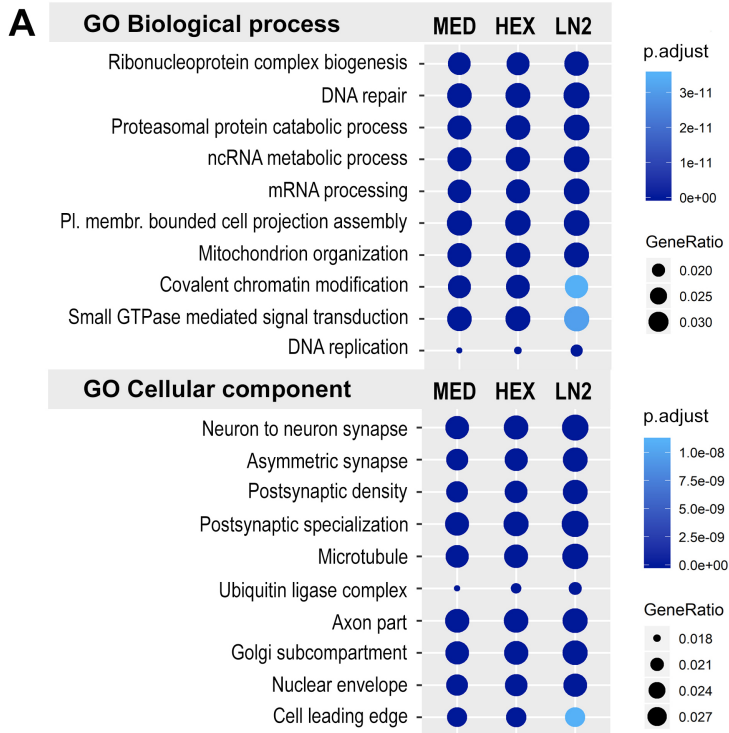 A
GO Biological process MED HEX LN2
Ribonucleoprotein complex biogenesis
DNA repair
Proteasomal protein catabolic process
ncRNA metabolic process
mRNA processing
Pl. membr. bounded cell projection assembly
Mitochondrion organization
Covalent chromatin modification
Small GTPase mediated signal transduction
DNA replication
p.adjust
3e-11
2e-11
1e-11
0e+00
GeneRatio
0.020
0.025
0.030
GO Cellular component MED HEX LN2
Neuron to neuron synapse
Asymmetric synapse
Postsynaptic density
Postsynaptic specialization
Microtubule
Ubiquitin ligase complex
Axon part
Golgi subcompartment
Nuclear envelope
Cell leading edge
p.adjust
1.0e-08
7.5e-09
5.0e-09
2.5e-09
0.0e+00
GeneRatio
0.018
0.021
0.024
0.027